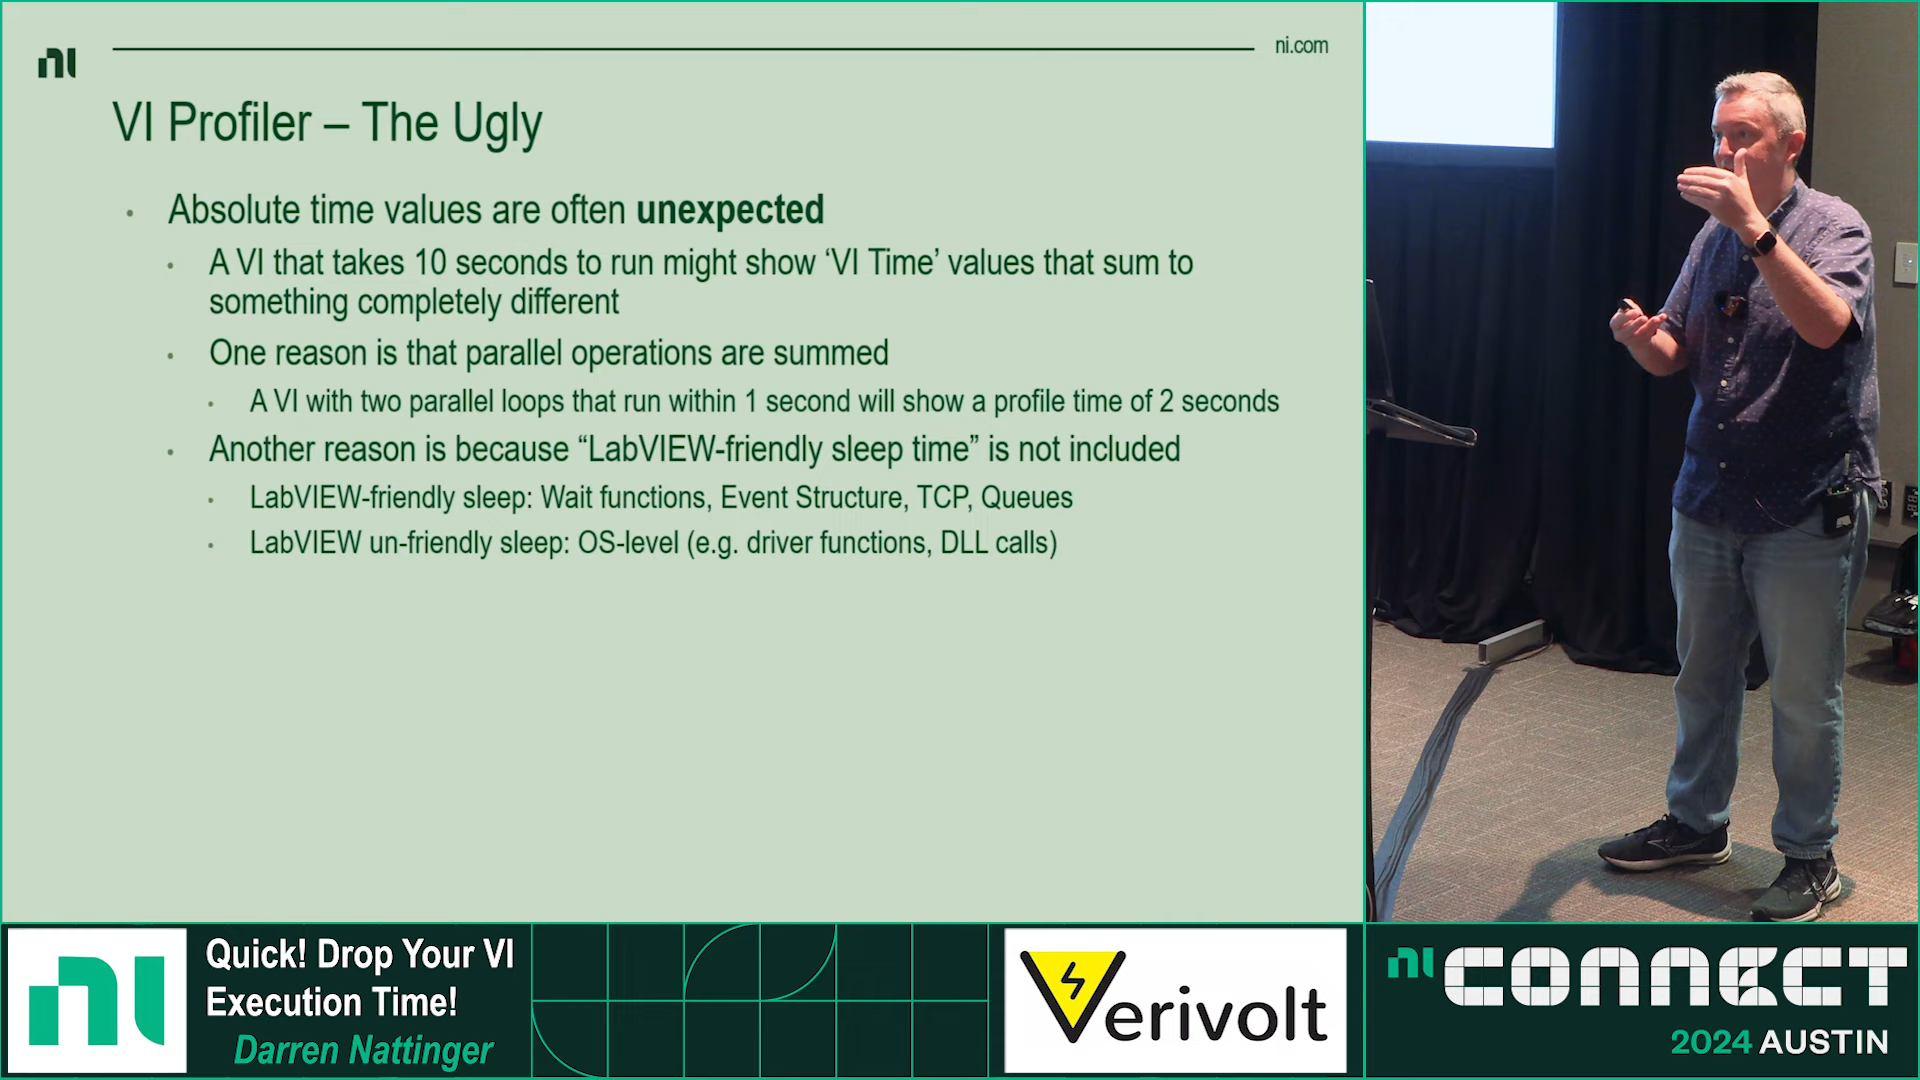 ni
ni.com
VI Profiler – The Ugly
• Absolute time values are often unexpected
• A VI that takes 10 seconds to run might show ‘VI Time’ values that sum to
something completely different
• One reason is that parallel operations are summed
• A VI with two parallel loops that run within 1 second will show a profile time of 2 seconds
• Another reason is because “LabVIEW-friendly sleep time” is not included
• LabVIEW-friendly sleep: Wait functions, Event Structure, TCP, Queues
• LabVIEW un-friendly sleep: OS-level (e.g. driver functions, DLL calls)
ni
Quick! Drop Your VI
Execution Time!
Darren Nattinger
Verivolt
ni CONNECT
2024 AUSTIN